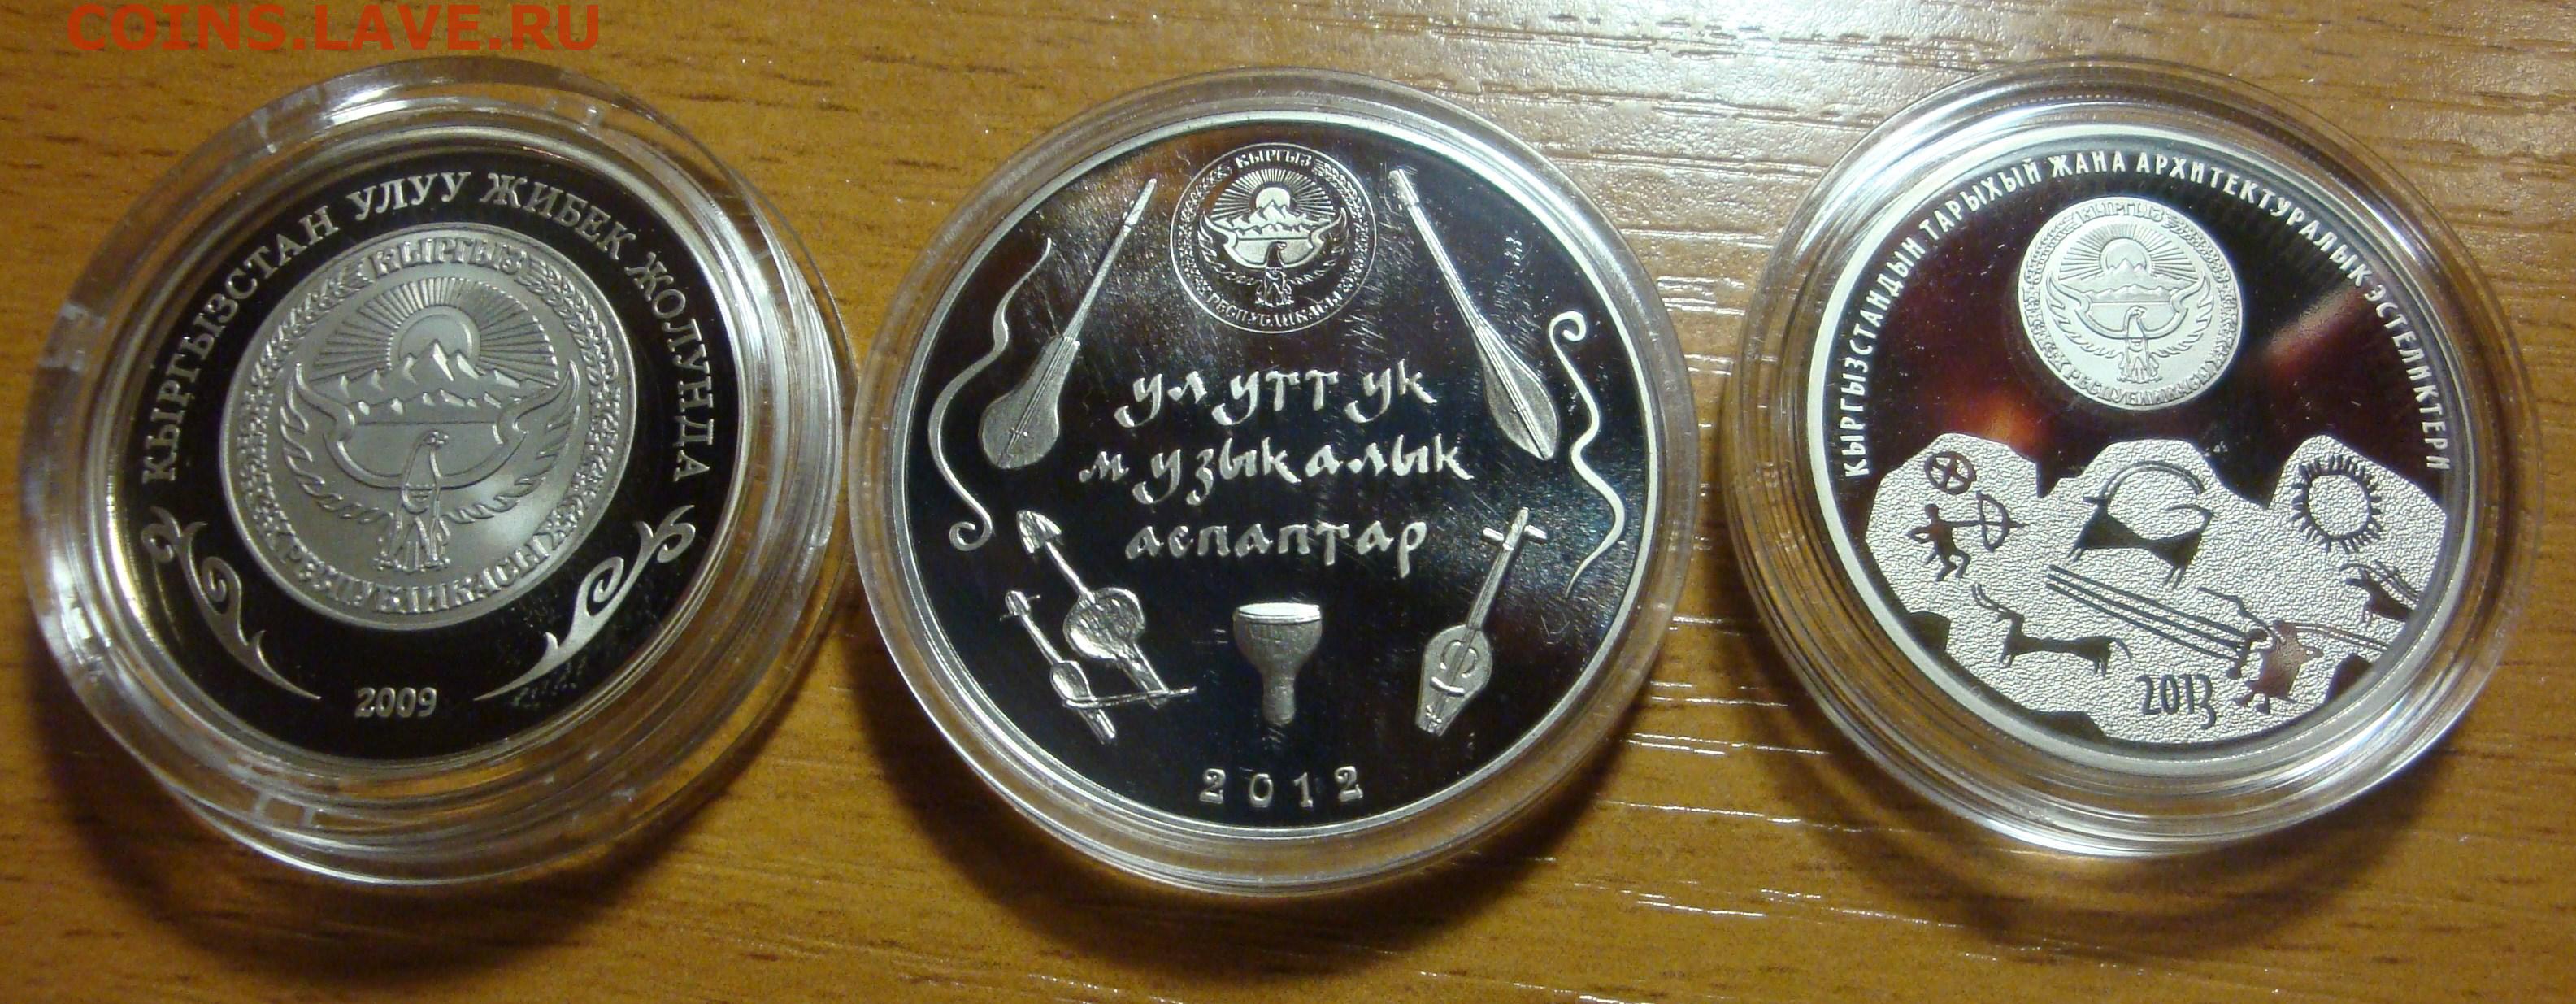 COINS.LAVE.RU
КЫРГЫЗСТАН УЛУУ ЖИБЕК ЖОЛУНДА
КЫРГЫЗ
РЕСПУБЛИКАСЫ
2009
КЫРГЫЗ
РЕСПУБЛИКАСЫ
улуттук
музыкалык
аспаптар
2012
КЫРГЫЗСТАНДЫН ТАРЫХЫЙ ЖАНА АРХИТЕКТУРАЛЫК ЭСТЕЛИКТЕРИ
КЫРГЫЗ
РЕСПУБЛИКАСЫ
2013